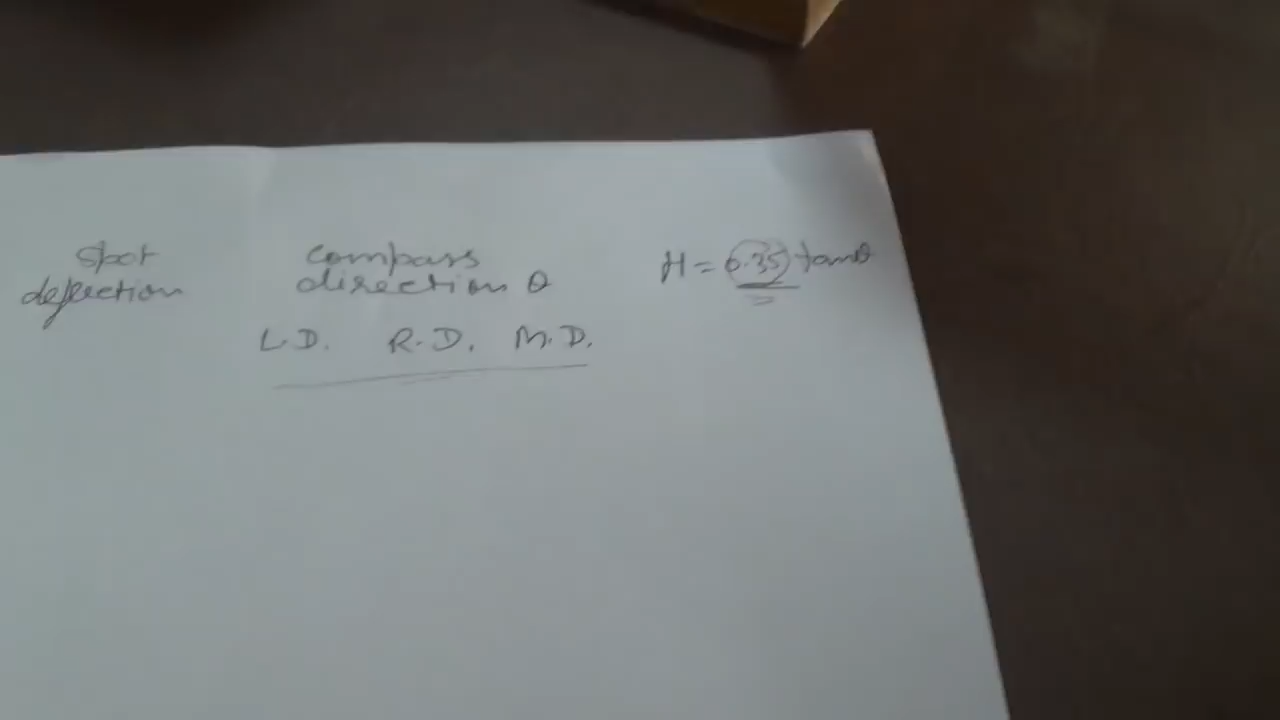 spot
deflection
compass
direction θ
L.D. R.D. M.D.
H = 0.35 tanθ